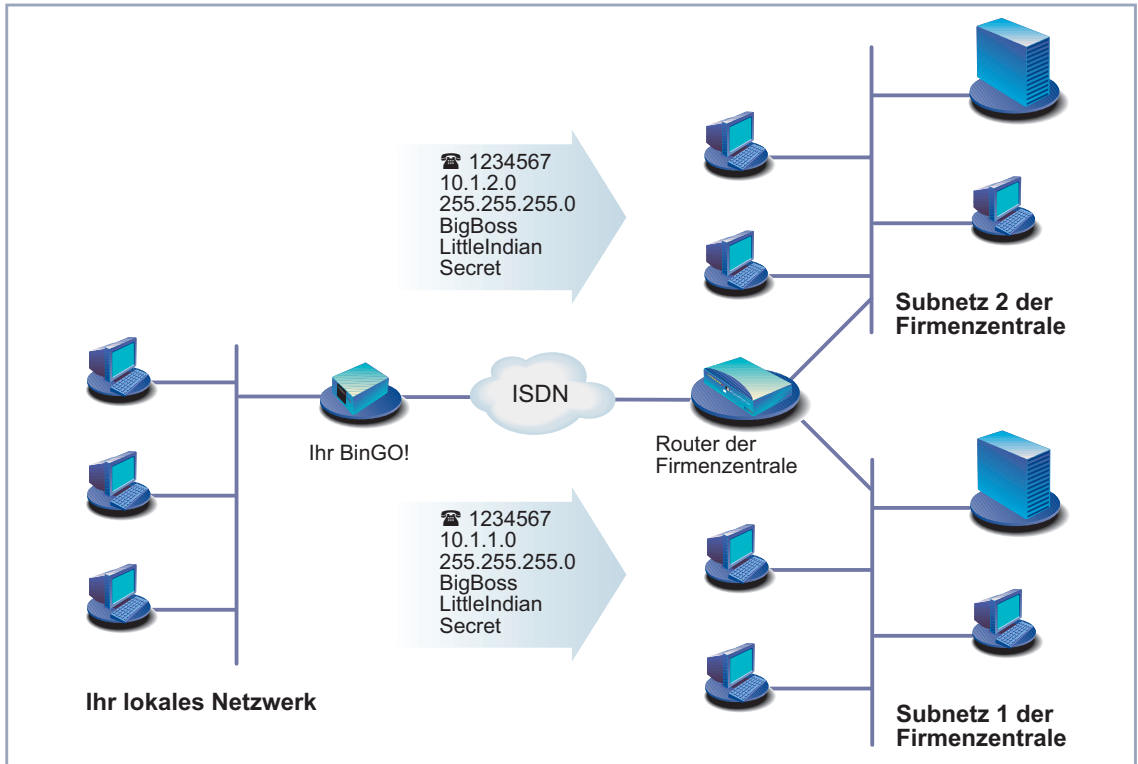 ☎ 1234567
10.1.2.0
255.255.255.0
BigBoss
LittleIndian
Secret
Subnetz 2 der
Firmenzentrale
ISDN
Ihr BinGO!
Router der
Firmenzentrale
☎ 1234567
10.1.1.0
255.255.255.0
BigBoss
LittleIndian
Secret
Ihr lokales Netzwerk
Subnetz 1 der
Firmenzentrale